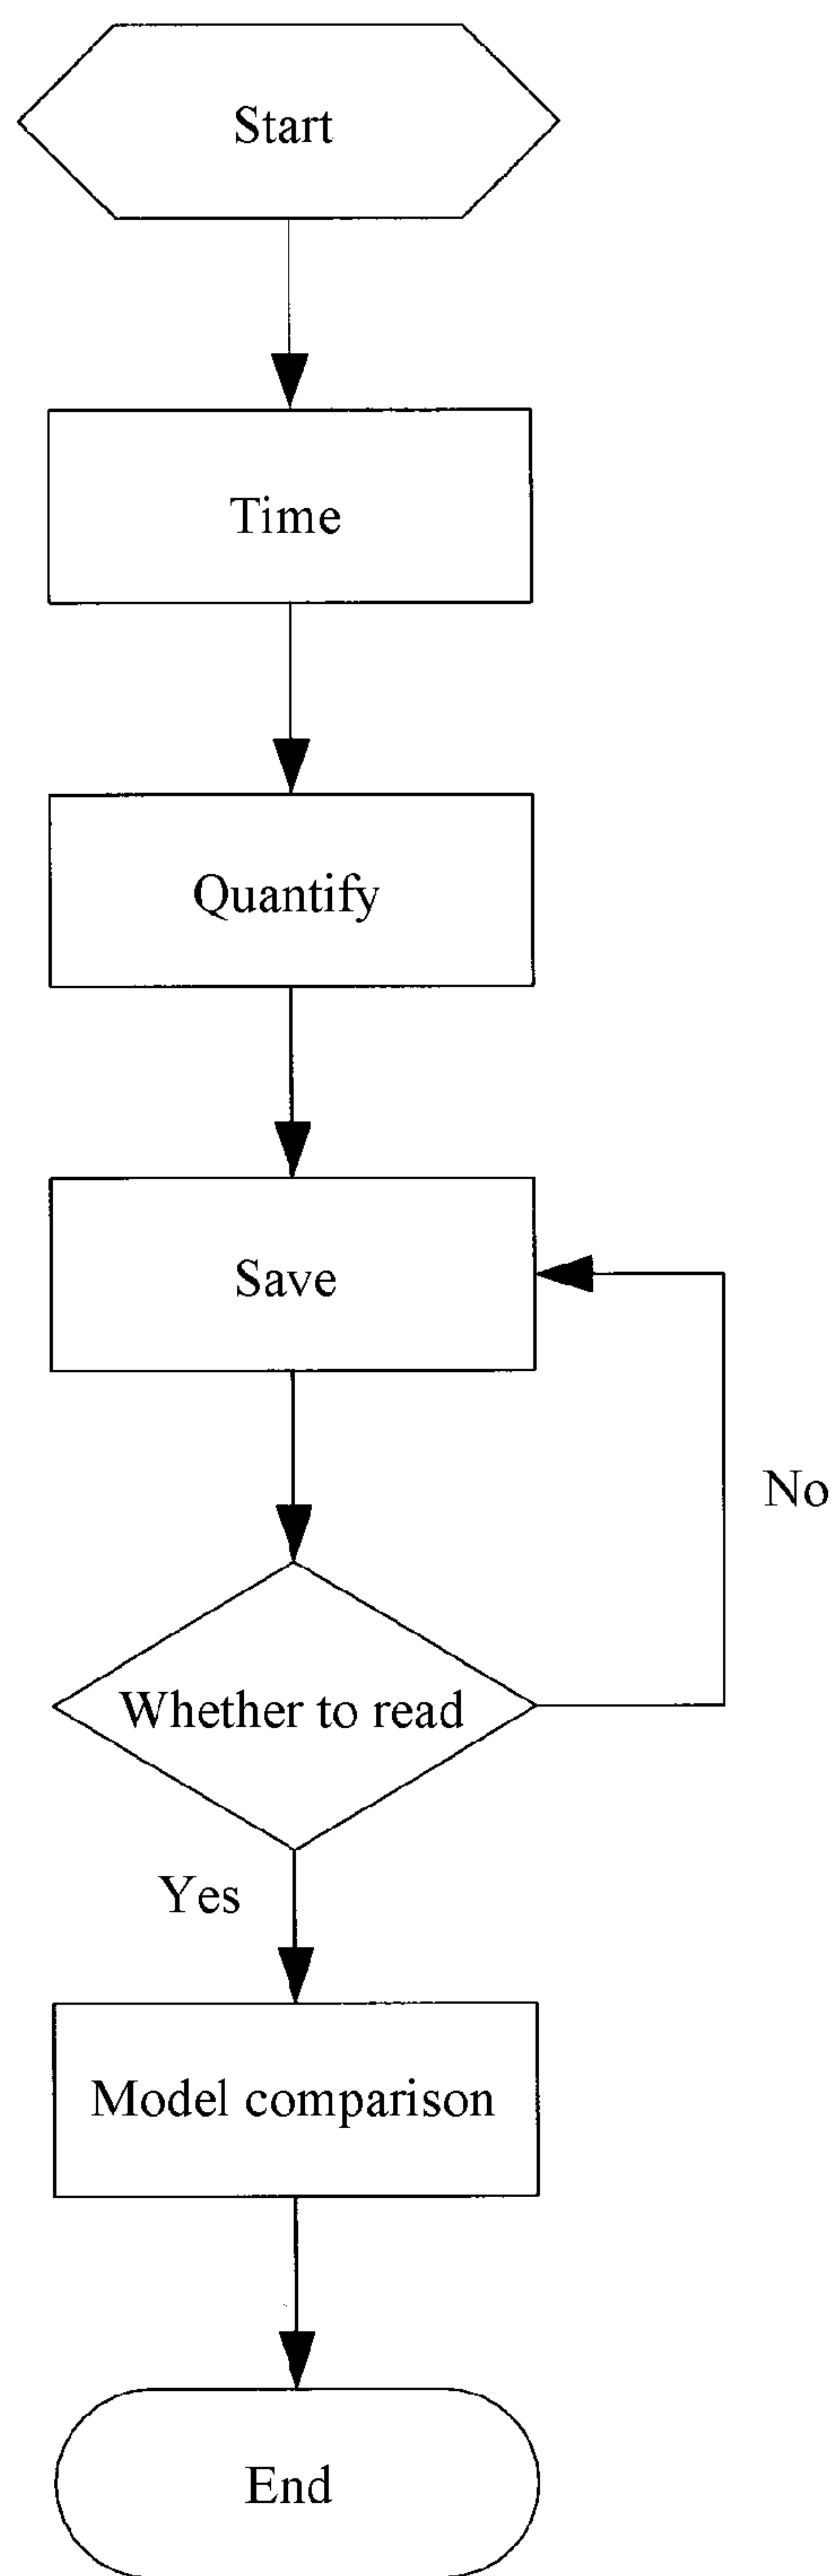 Start
Time
Quantify
Save
No
Whether to read
Yes
Model comparison
End